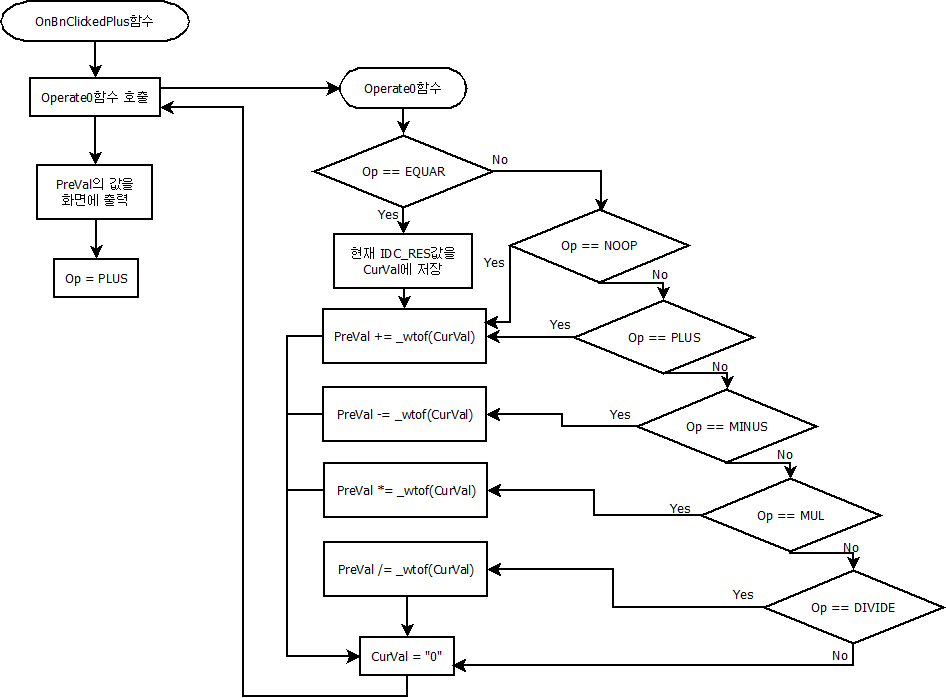 OnBnClickedPlus함수
Operate0함수 호출
PreVal의 값을
화면에 출력
Op = PLUS
Operate0함수
Op == EQUAR
No
Yes
현재 IDC_RES값을
CurVal에 저장
Op == NOOP
Yes
No
PreVal += _wtof(CurVal)
Yes
Op == PLUS
No
PreVal -= _wtof(CurVal)
Yes
Op == MINUS
No
PreVal *= _wtof(CurVal)
Yes
Op == MUL
No
PreVal /= _wtof(CurVal)
Yes
Op == DIVIDE
No
CurVal = "0"